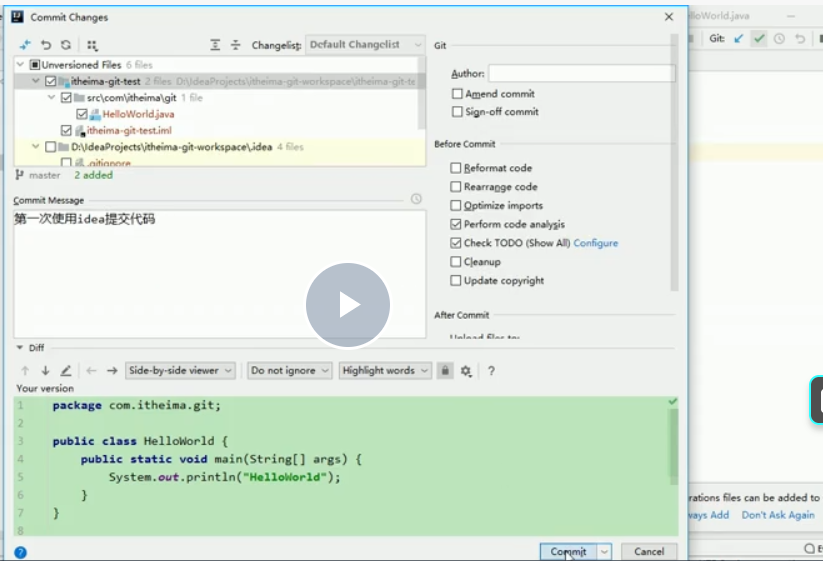 Commit Changes
HelloWorld.java
Changelist: Default Changelist
Git
Git:
Unversioned Files 6 files
itheima-git-test 2 files D:\IdeaProjects\itheima-git-workspace\itheima-git-te
src\com\itheima\git 1 file
HelloWorld.java
itheima-git-test.iml
D:\IdeaProjects\itheima-git-workspace\.idea 4 files
.gitignore
master 2 added
Author:
Amend commit
Sign-off commit
Before Commit
Reformat code
Rearrange code
Optimize imports
Perform code analysis
Check TODO (Show All) Configure
Cleanup
Update copyright
After Commit
Upload files to:
Commit Message
第一次使用idea提交代码
Diff
Side-by-side viewer
Do not ignore
Highlight words
?
Your version
1 package com.itheima.git;
2
3 public class HelloWorld {
4 public static void main(String[] args) {
5 System.out.println("HelloWorld");
6 }
7 }
8
rations files can be added to
ways Add Don't Ask Again
?
Commit
Cancel